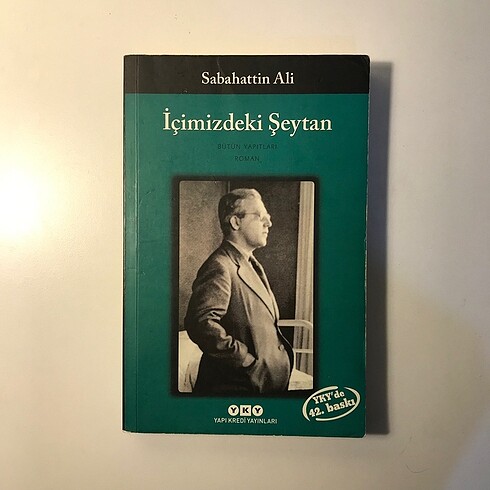 Sabahattin Ali
İçimizdeki Şeytan
BÜTÜN YAPITLARI
ROMAN
YKY'de
42. baskı
YKY
YAPI KREDİ YAYINLARI